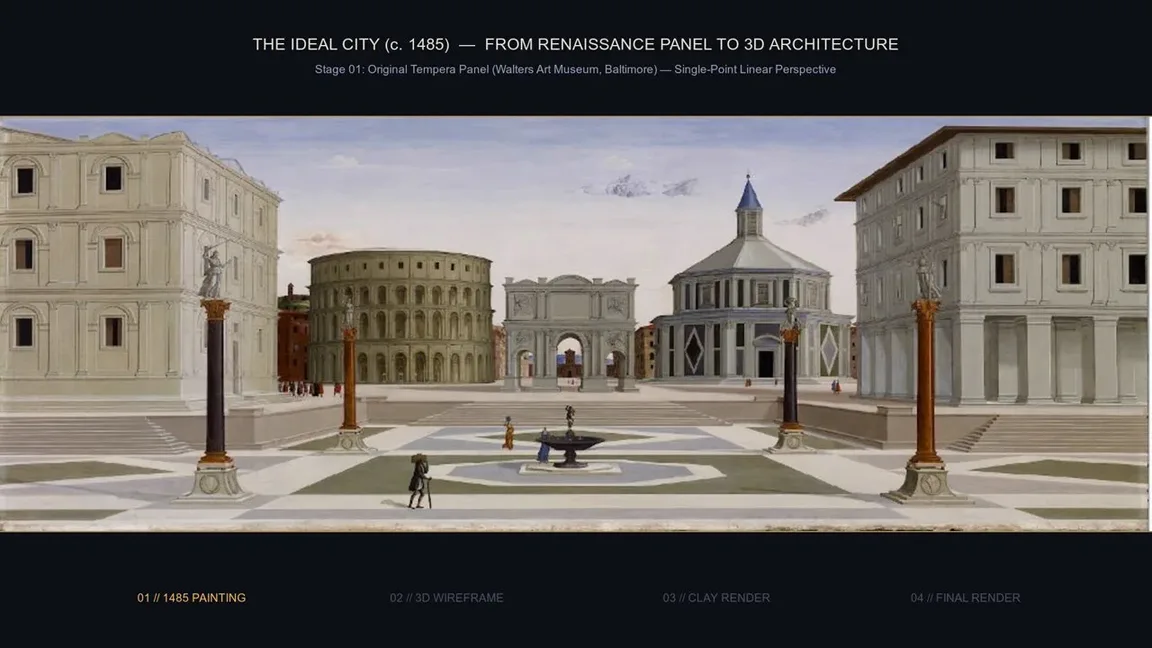 THE IDEAL CITY (c. 1485) — FROM RENAISSANCE PANEL TO 3D ARCHITECTURE
Stage 01: Original Tempera Panel (Walters Art Museum, Baltimore) — Single-Point Linear Perspective
01 // 1485 PAINTING
02 // 3D WIREFRAME
03 // CLAY RENDER
04 // FINAL RENDER